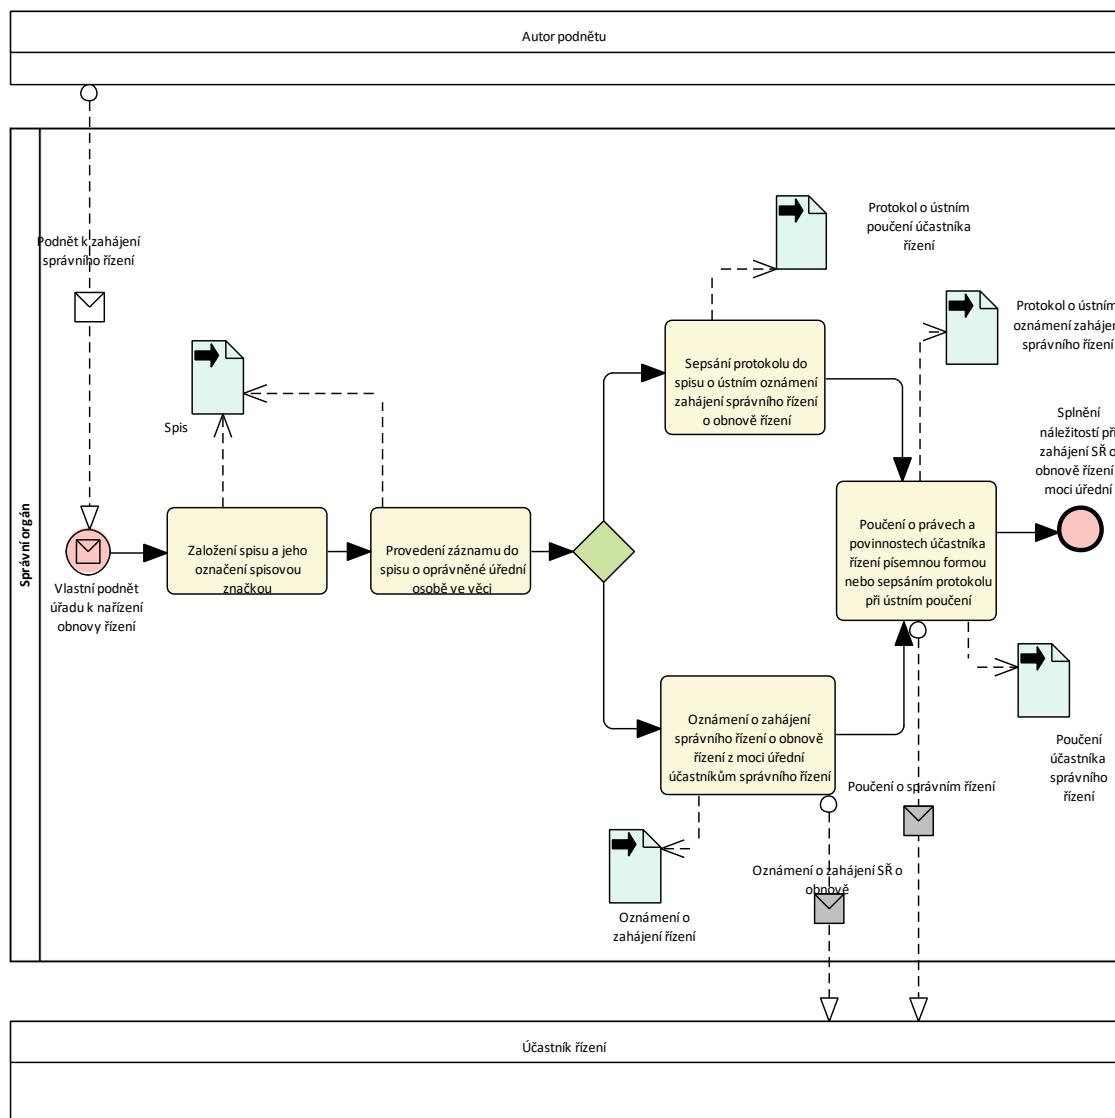 Autor podnětu
Podnět k zahájení
správního řízení
Protokol o ústním
poučení účastníka
řízení
Protokol o ústním
oznámení zahájen
správního řízení
Spis
Sepsání protokolu do
spisu o ústním oznámení
zahájení správního řízení
o obnově řízení
Splnění
náležitostí při
zahájení SŘ o
obnově řízení
moci úřední
Správní orgán
Založení spisu a jeho
označení spisovou
značkou
Provedení záznamu do
spisu o oprávněné úřední
osobě ve věci
Poučení o právech a
povinnostech účastníka
řízení písemnou formou
nebo sepsáním protokolu
při ústním poučení
Vlastní podnět
úřadu k nařízení
obnovy řízení
Oznámení o zahájení
správního řízení o obnově
řízení z moci úřední
účastníkům správního řízení
Poučení
účastníka
správního
řízení
Poučení o správním řízení
Oznámení o zahájení SŘ o
obnově
Oznámení o
zahájení řízení
Účastník řízení